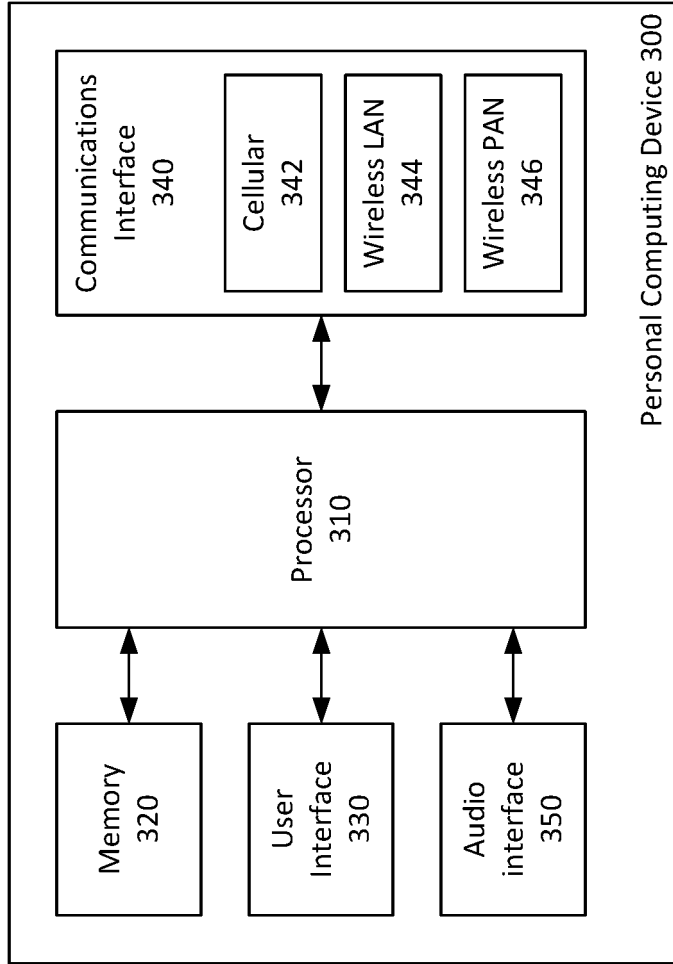 Communications
Interface
340
Cellular
342
Wireless LAN
344
Wireless PAN
346
Processor
310
Memory
320
User
Interface
330
Audio
interface
350
Personal Computing Device 300